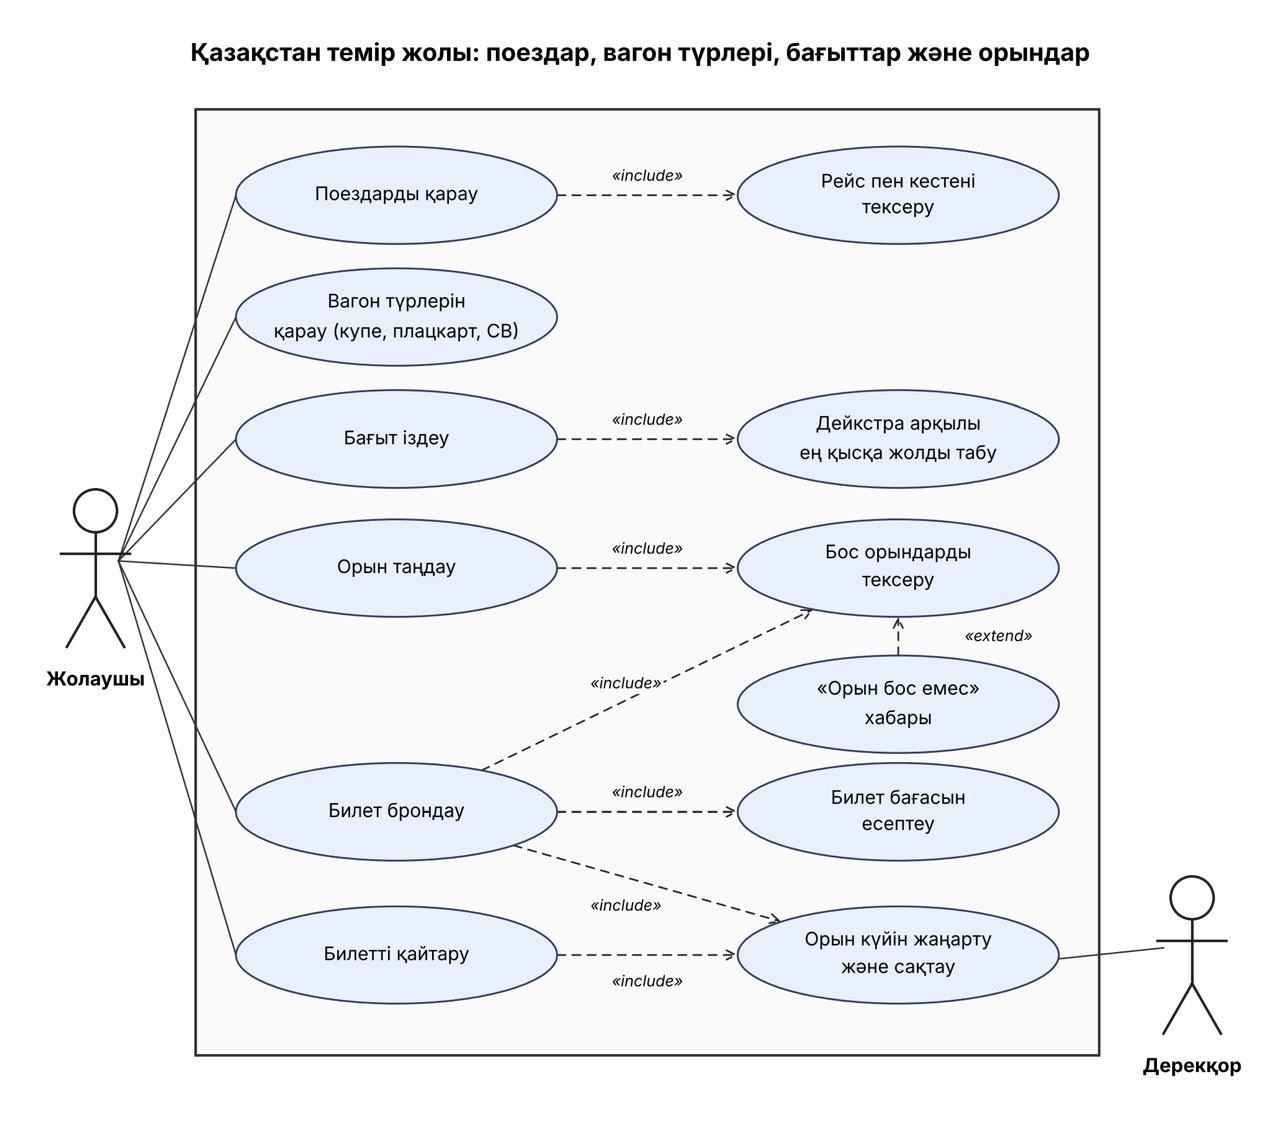 Қазақстан темір жолы: поездар, вагон түрлері, бағыттар және орындар
Поездарды қарау
«include»
Рейс пен кестені
тексеру
Вагон түрлерін
қарау (купе, плацкарт, СВ)
Бағыт іздеу
«include»
Дейкстра арқылы
ең қысқа жолды табу
Орын таңдау
«include»
Бос орындарды
тексеру
«extend»
Жолаушы
«include»
«Орын бос емес»
хабары
Билет брондау
«include»
Билет бағасын
есептеу
«include»
Билетті қайтару
«include»
Орын күйін жаңарту
және сақтау
Дерекқор